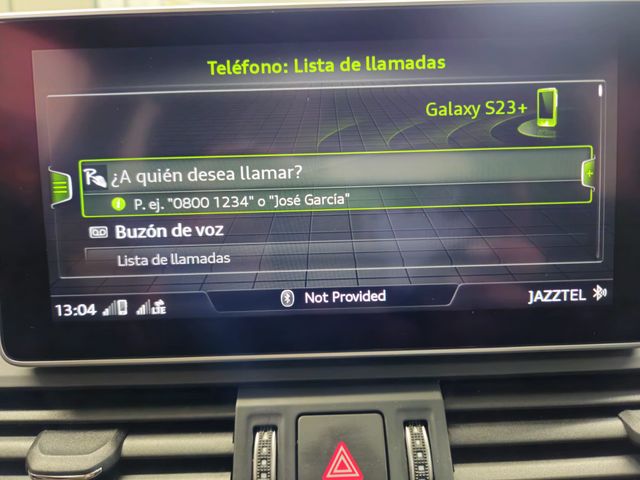 Teléfono: Lista de llamadas
Galaxy S23+
¿A quién desea llamar?
P. ej. "0800 1234" o "José García"
Buzón de voz
Lista de llamadas
13:04 LTE Not Provided JAZZTEL